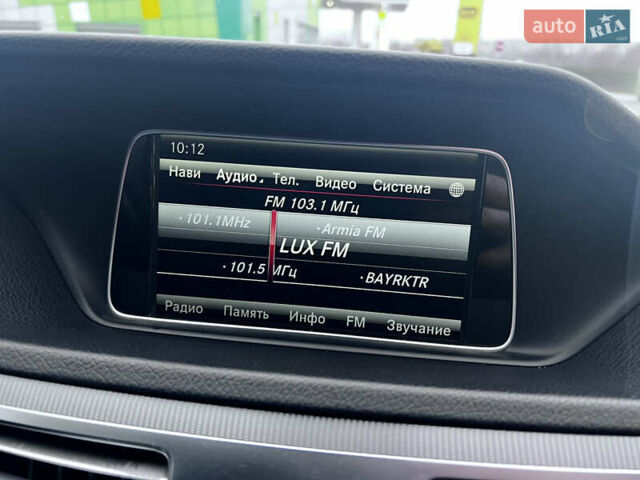 auto RIA .com
10:12
Нави Аудио Тел. Видео Система
FM 103.1 МГц
·101.1MHz ·Armia FM
LUX FM
·101.5 МГц ·BAYRKTR
Радио Память Инфо FM Звучание